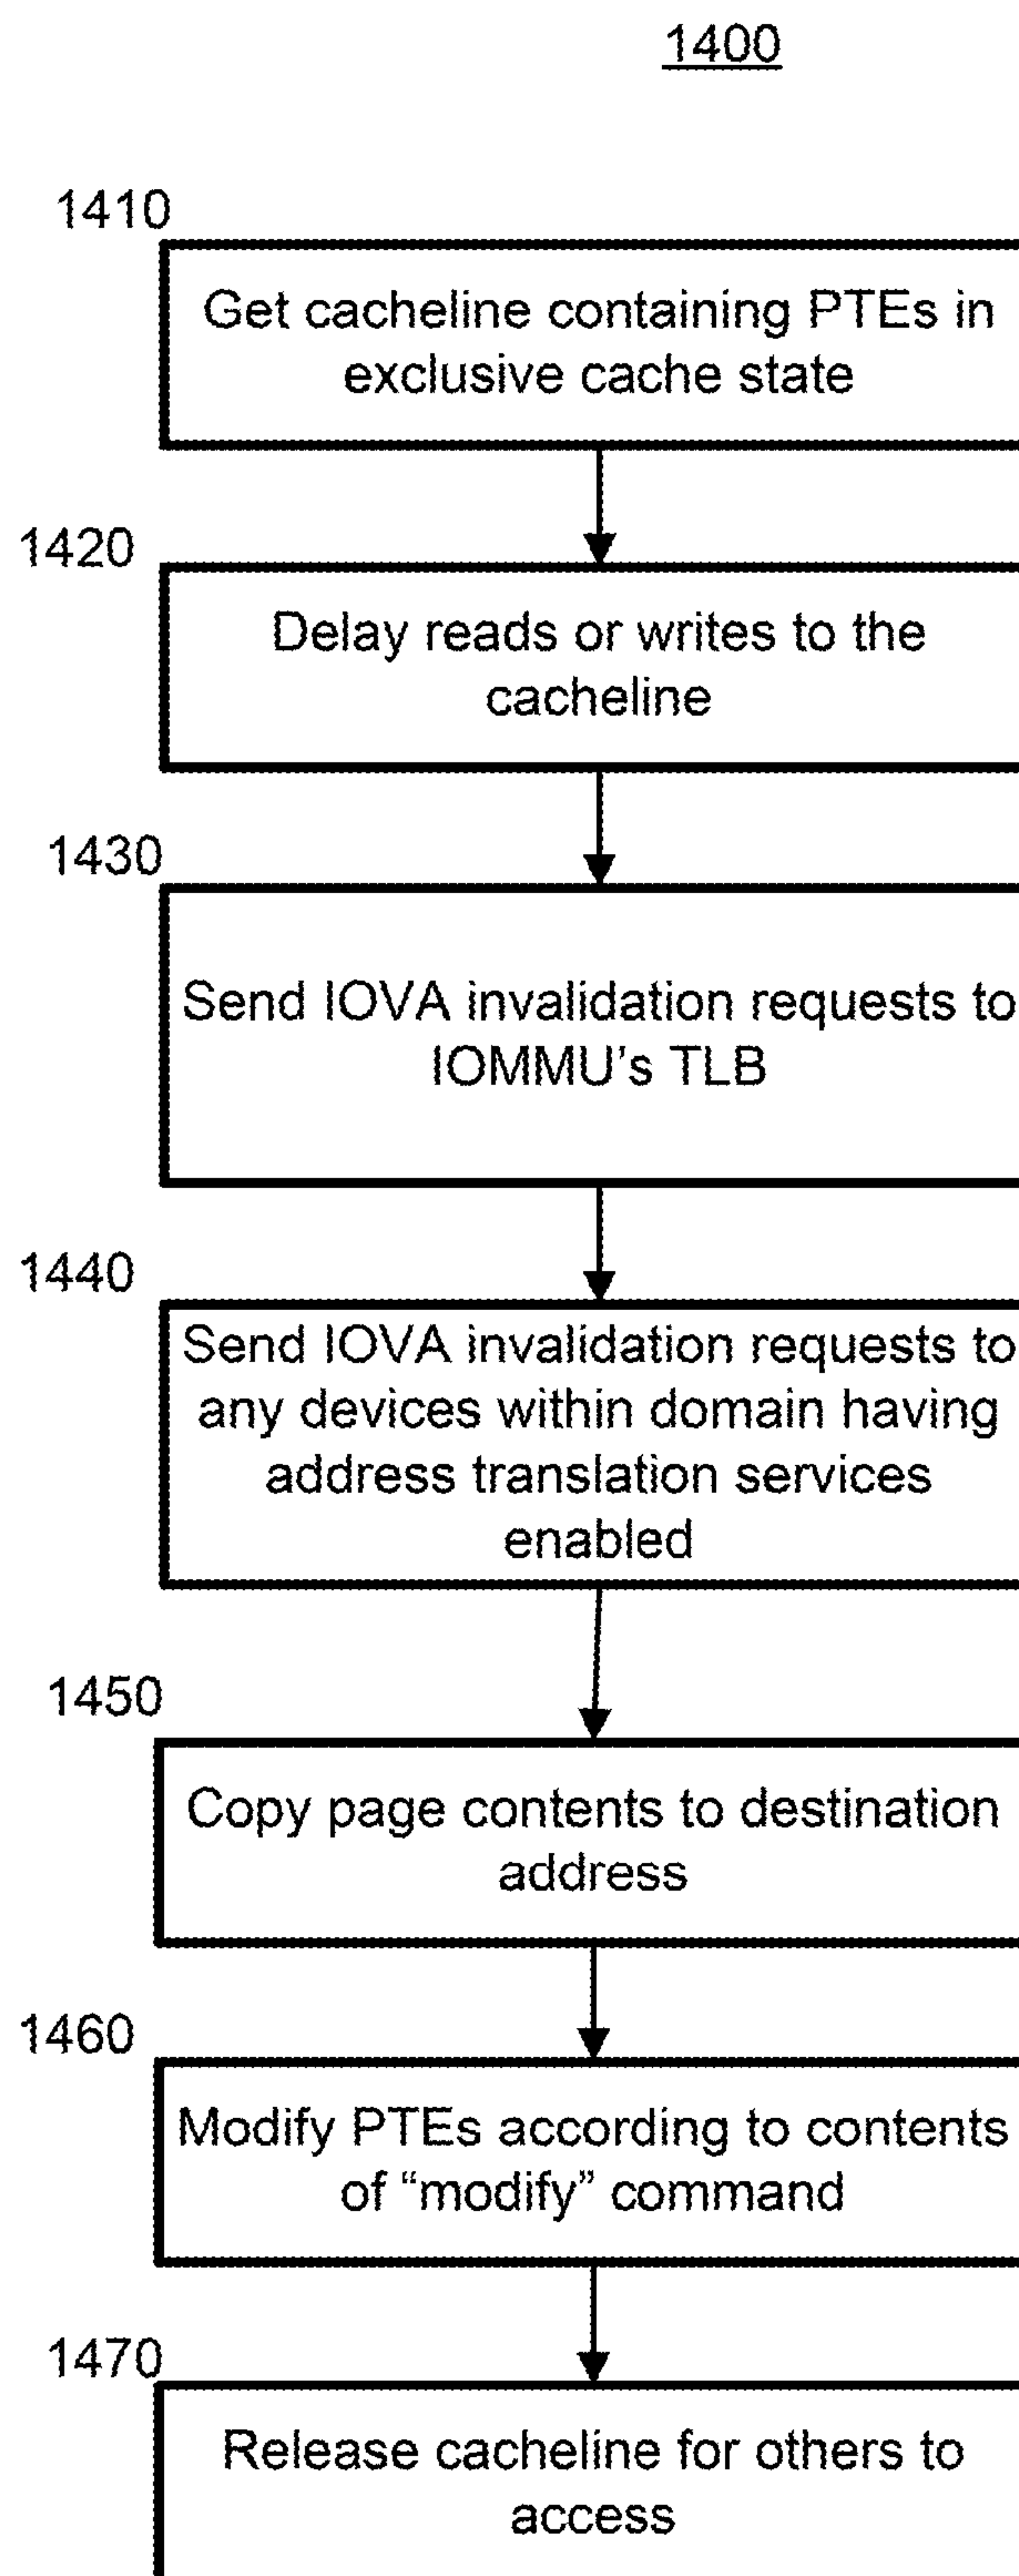 1400
1410
Get cacheline containing PTEs in
exclusive cache state
1420
Delay reads or writes to the
cacheline
1430
Send IOVA invalidation requests to
IOMMU's TLB
1440
Send IOVA invalidation requests to
any devices within domain having
address translation services
enabled
1450
Copy page contents to destination
address
1460
Modify PTEs according to contents
of “modify” command
1470
Release cacheline for others to
access